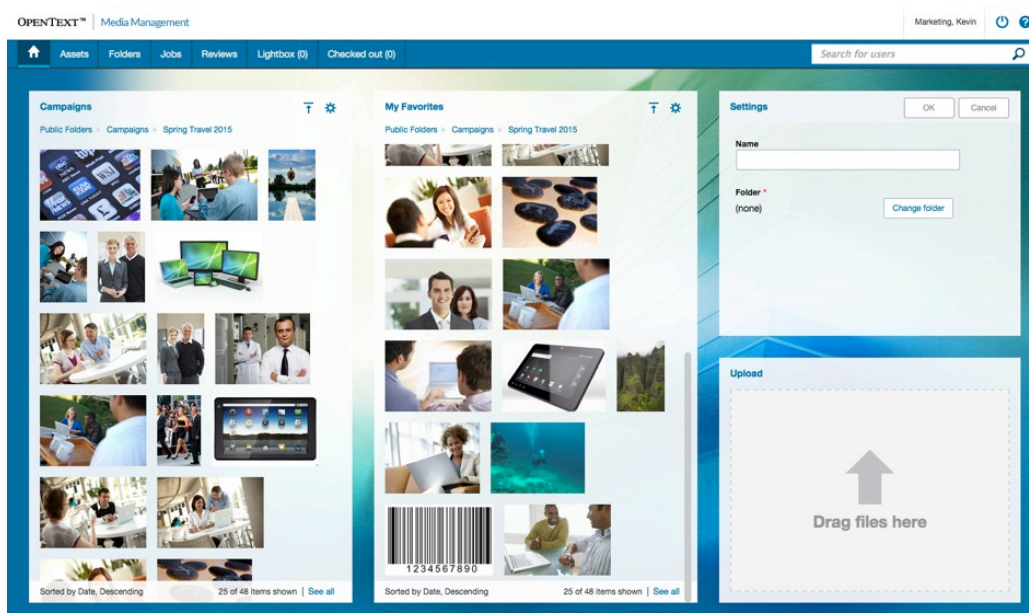 OPENTEXT™ | Media Management
Marketing, Kevin
Assets Folders Jobs Reviews Lightbox (0) Checked out (0)
Search for users
Campaigns
Public Folders Campaigns Spring Travel 2015
WSJ
USA TODAY
Sorted by Date, Descending
25 of 48 items shown | See all
My Favorites
Public Folders Campaigns Spring Travel 2015
1234567890
Sorted by Date, Descending
25 of 48 items shown | See all
Settings
OK
Cancel
Name
Folder *
(none)
Change folder
Upload
Drag files here